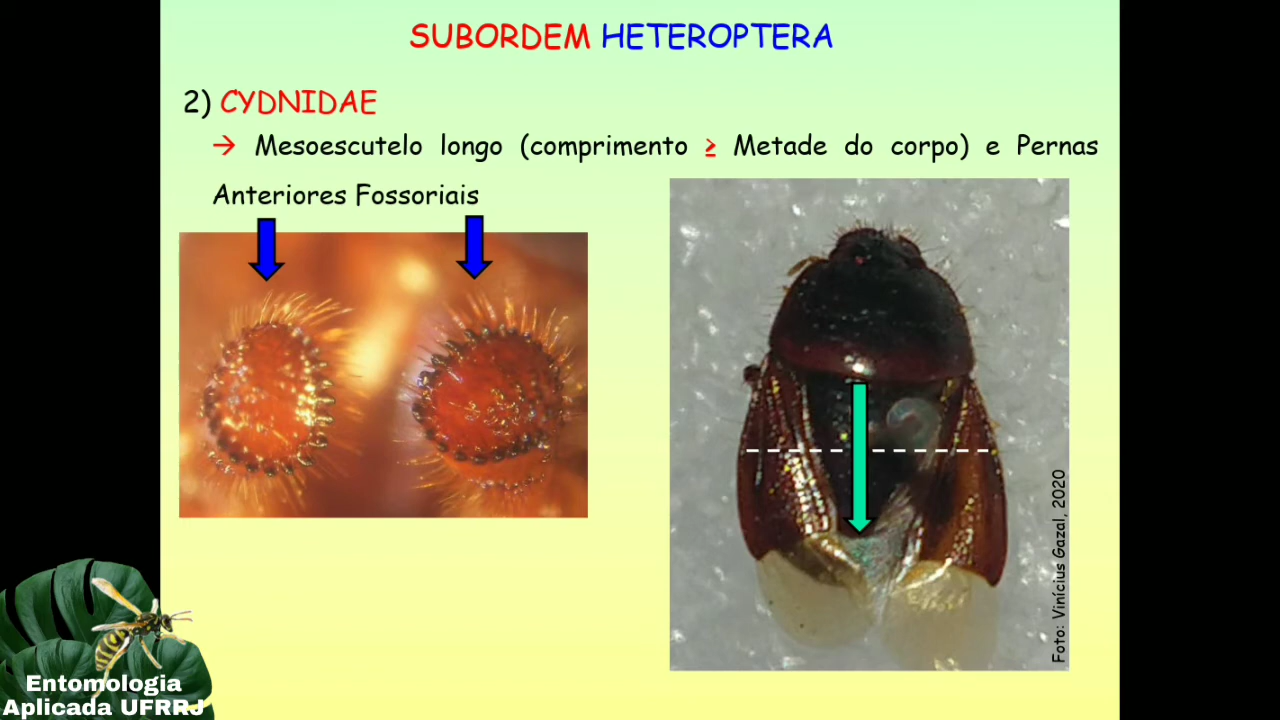 SUBORDEM HETEROPTERA
2) CYDNIDAE
→ Mesoescutelo longo (comprimento ≥ Metade do corpo) e Pernas
Anteriores Fossoriais
Foto: Vinícius Gazal, 2020
Entomologia
Aplicada UFRRJ